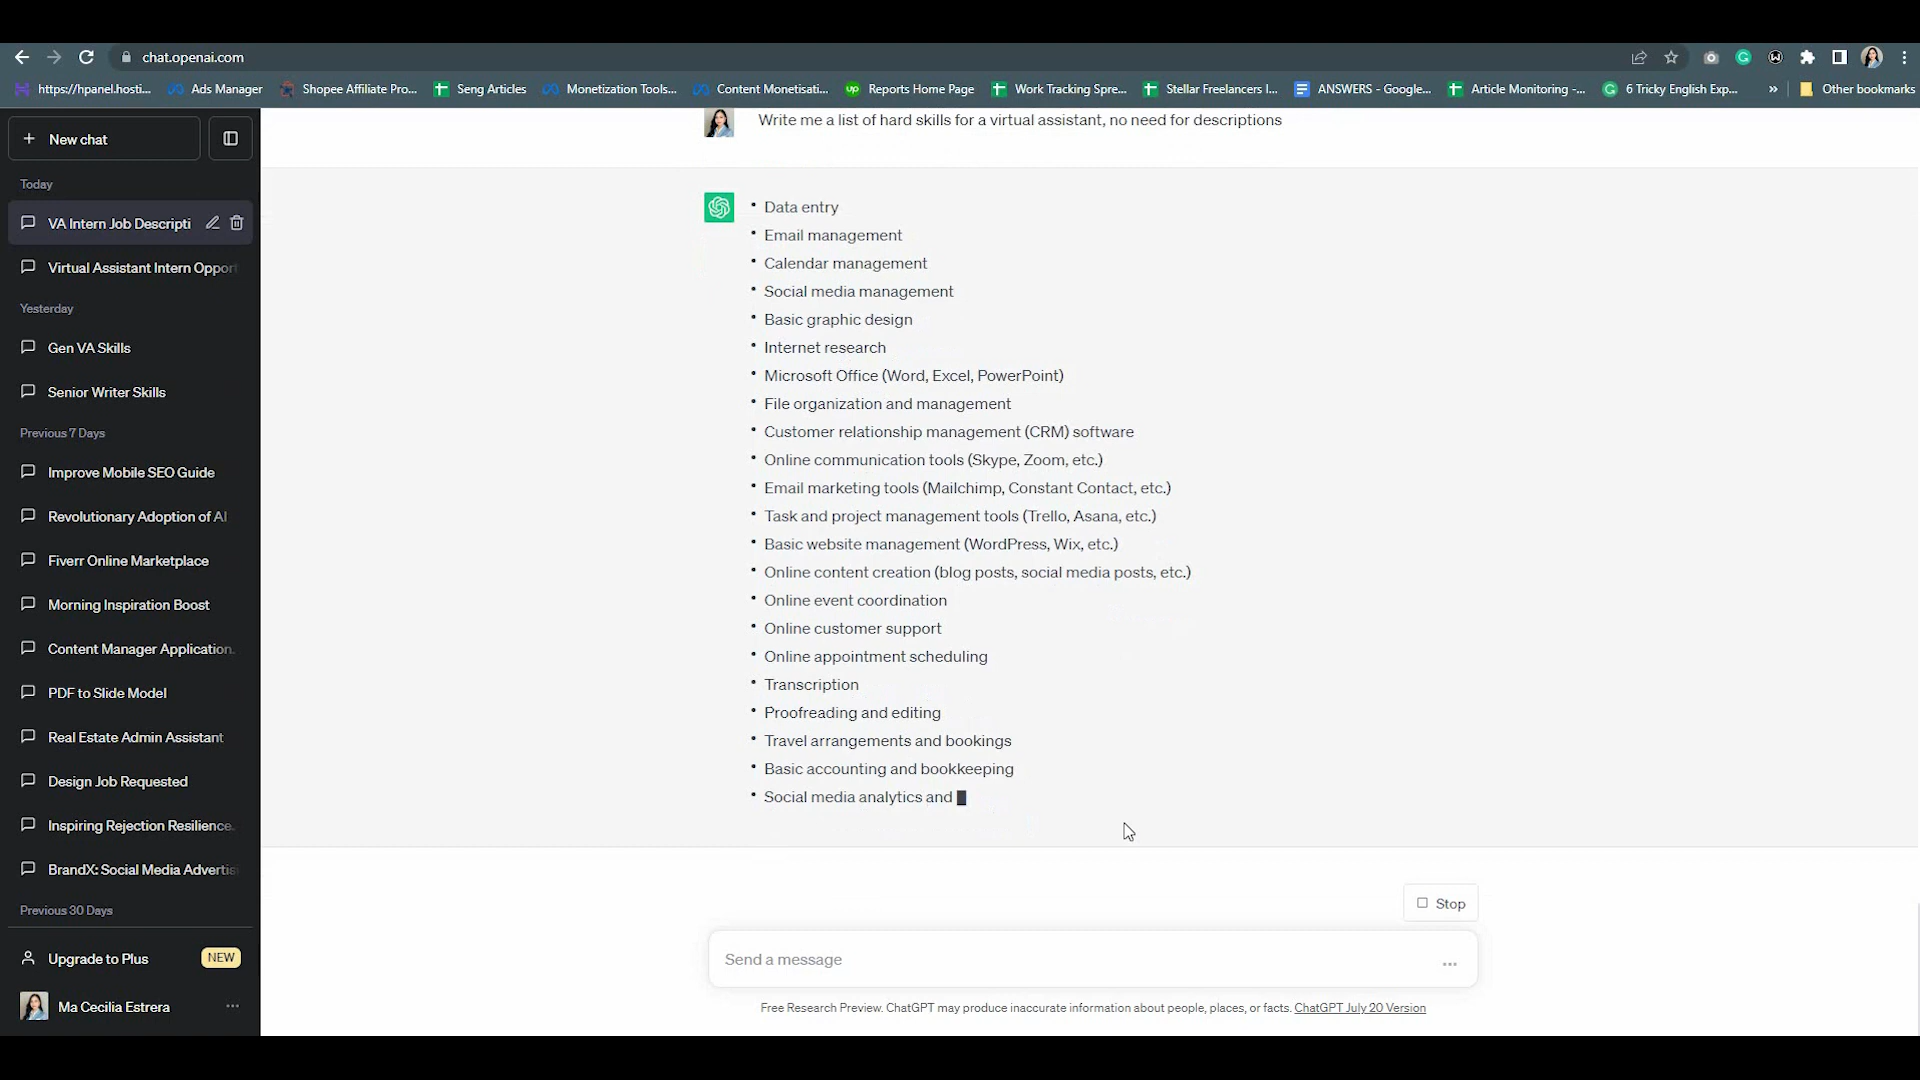 chat.openai.com
https://hpanel.hosti...
Ads Manager
Shopee Affiliate Pro...
Seng Articles
Monetization Tools...
Content Monetisati...
Reports Home Page
Work Tracking Spre...
Stellar Freelancers I...
ANSWERS - Google...
Article Monitoring -...
6 Tricky English Exp...
»
Other bookmarks
+ New chat
Today
VA Intern Job Descripti
Virtual Assistant Intern Opport
Yesterday
Gen VA Skills
Senior Writer Skills
Previous 7 Days
Improve Mobile SEO Guide
Revolutionary Adoption of AI
Fiverr Online Marketplace
Morning Inspiration Boost
Content Manager Application.
PDF to Slide Model
Real Estate Admin Assistant
Design Job Requested
Inspiring Rejection Resilience.
BrandX: Social Media Advertis
Previous 30 Days
Upgrade to Plus
NEW
Ma Cecilia Estrera
Write me a list of hard skills for a virtual assistant, no need for descriptions
• Data entry
• Email management
• Calendar management
• Social media management
• Basic graphic design
• Internet research
• Microsoft Office (Word, Excel, PowerPoint)
• File organization and management
• Customer relationship management (CRM) software
• Online communication tools (Skype, Zoom, etc.)
• Email marketing tools (Mailchimp, Constant Contact, etc.)
• Task and project management tools (Trello, Asana, etc.)
• Basic website management (WordPress, Wix, etc.)
• Online content creation (blog posts, social media posts, etc.)
• Online event coordination
• Online customer support
• Online appointment scheduling
• Transcription
• Proofreading and editing
• Travel arrangements and bookings
• Basic accounting and bookkeeping
• Social media analytics and
Stop
Send a message
Free Research Preview. ChatGPT may produce inaccurate information about people, places, or facts. ChatGPT July 20 Version